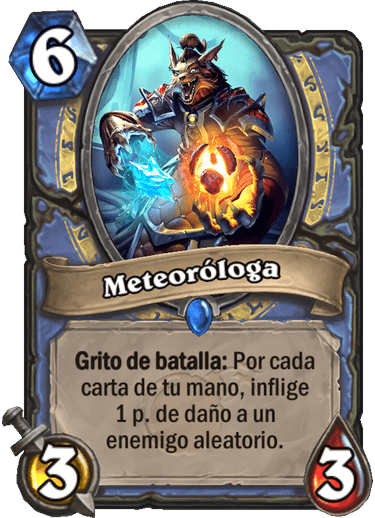 6
Meteoróloga
Grito de batalla: Por cada
carta de tu mano, inflige
1 p. de daño a un
enemigo aleatorio.
3
3